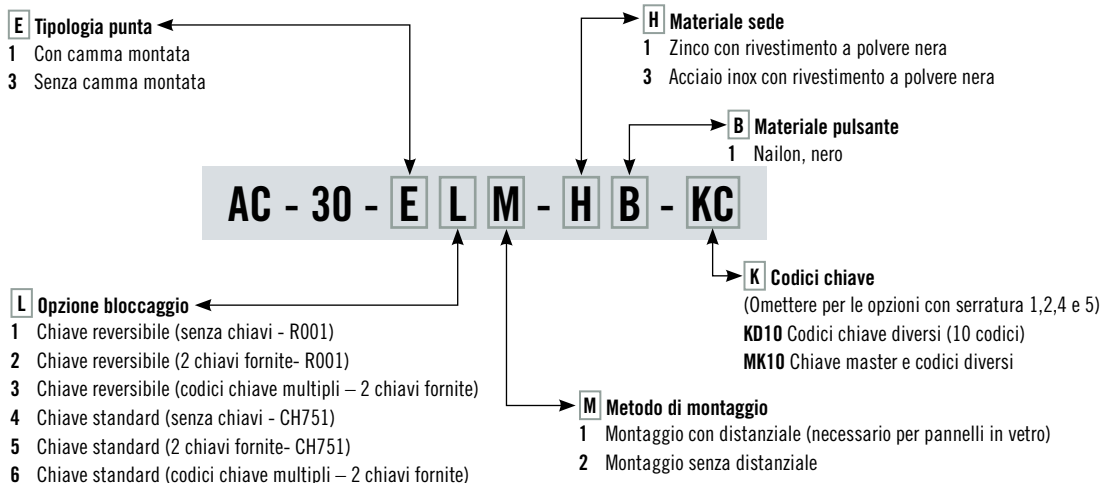 E Tipologia punta
1 Con camma montata
3 Senza camma montata
H Materiale sede
1 Zinco con rivestimento a polvere nera
3 Acciaio inox con rivestimento a polvere nera
B Materiale pulsante
1 Nailon, nero
AC - 30 - E L M - H B - KC
L Opzione bloccaggio
1 Chiave reversibile (senza chiavi - R001)
2 Chiave reversibile (2 chiavi fornite- R001)
3 Chiave reversibile (codici chiave multipli – 2 chiavi fornite)
4 Chiave standard (senza chiavi - CH751)
5 Chiave standard (2 chiavi fornite- CH751)
6 Chiave standard (codici chiave multipli – 2 chiavi fornite)
K Codici chiave
(Omettere per le opzioni con serratura 1,2,4 e 5)
KD10 Codici chiave diversi (10 codici)
MK10 Chiave master e codici diversi
M Metodo di montaggio
1 Montaggio con distanziale (necessario per pannelli in vetro)
2 Montaggio senza distanziale